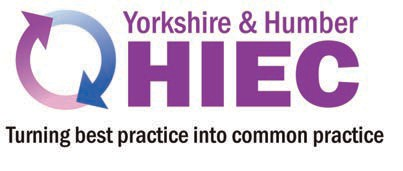 Yorkshire & Humber
HIEC
Turning best practice into common practice